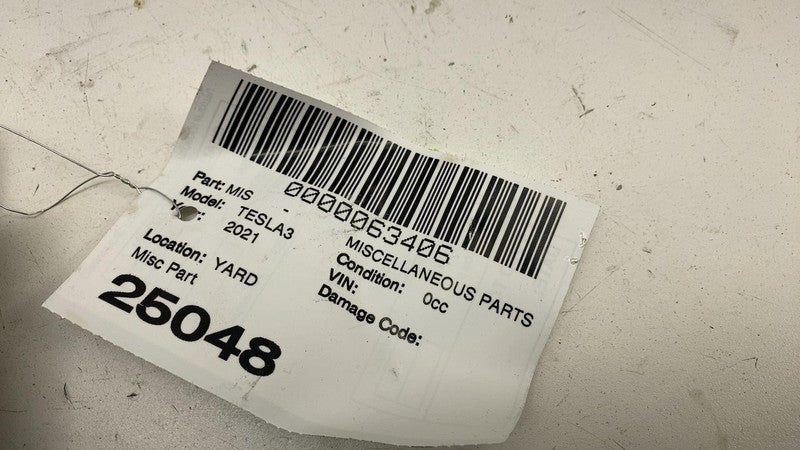 0000063406
Part: MIS - MISCELLANEOUS PARTS
Model: TESLA3 Condition: 0cc
2021 VIN:
Damage Code:
Location: YARD
Misc Part
25048